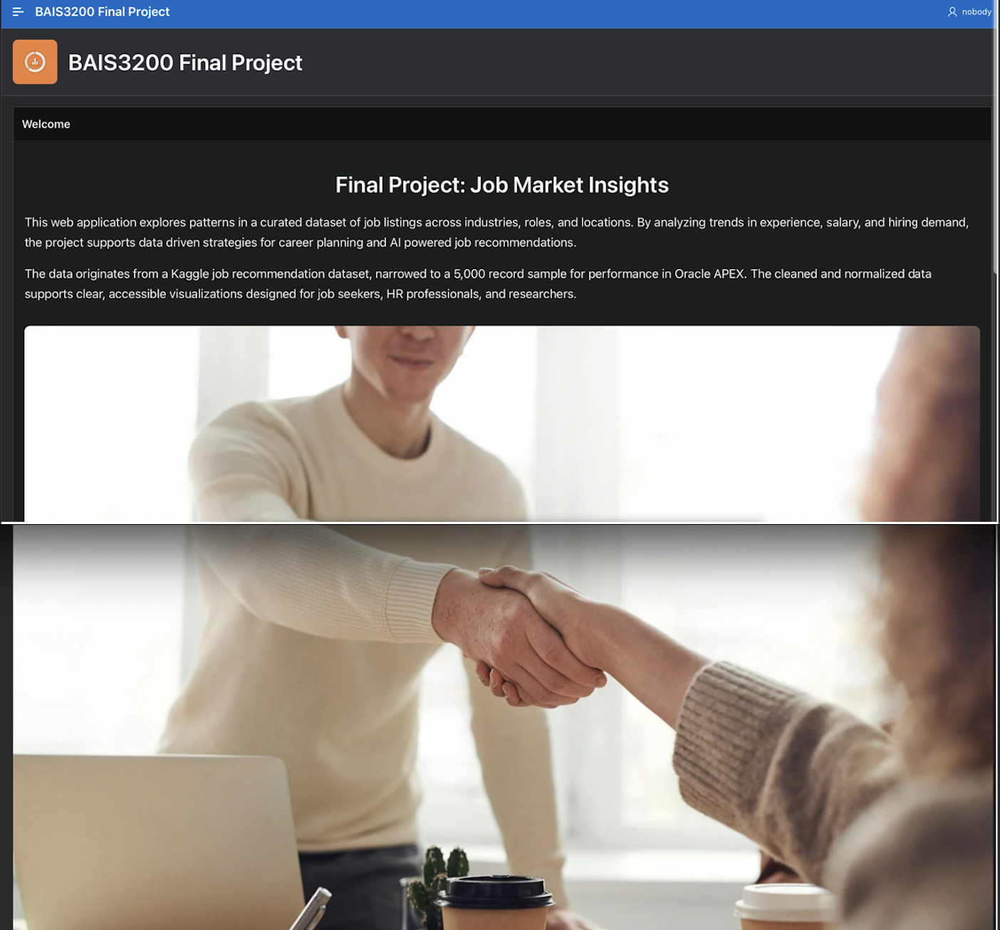 BAIS3200 Final Project
nobody
BAIS3200 Final Project
Welcome
Final Project: Job Market Insights
This web application explores patterns in a curated dataset of job listings across industries, roles, and locations. By analyzing trends in experience, salary, and hiring demand,
the project supports data driven strategies for career planning and AI powered job recommendations.
The data originates from a Kaggle job recommendation dataset, narrowed to a 5,000 record sample for performance in Oracle APEX. The cleaned and normalized data
supports clear, accessible visualizations designed for job seekers, HR professionals, and researchers.